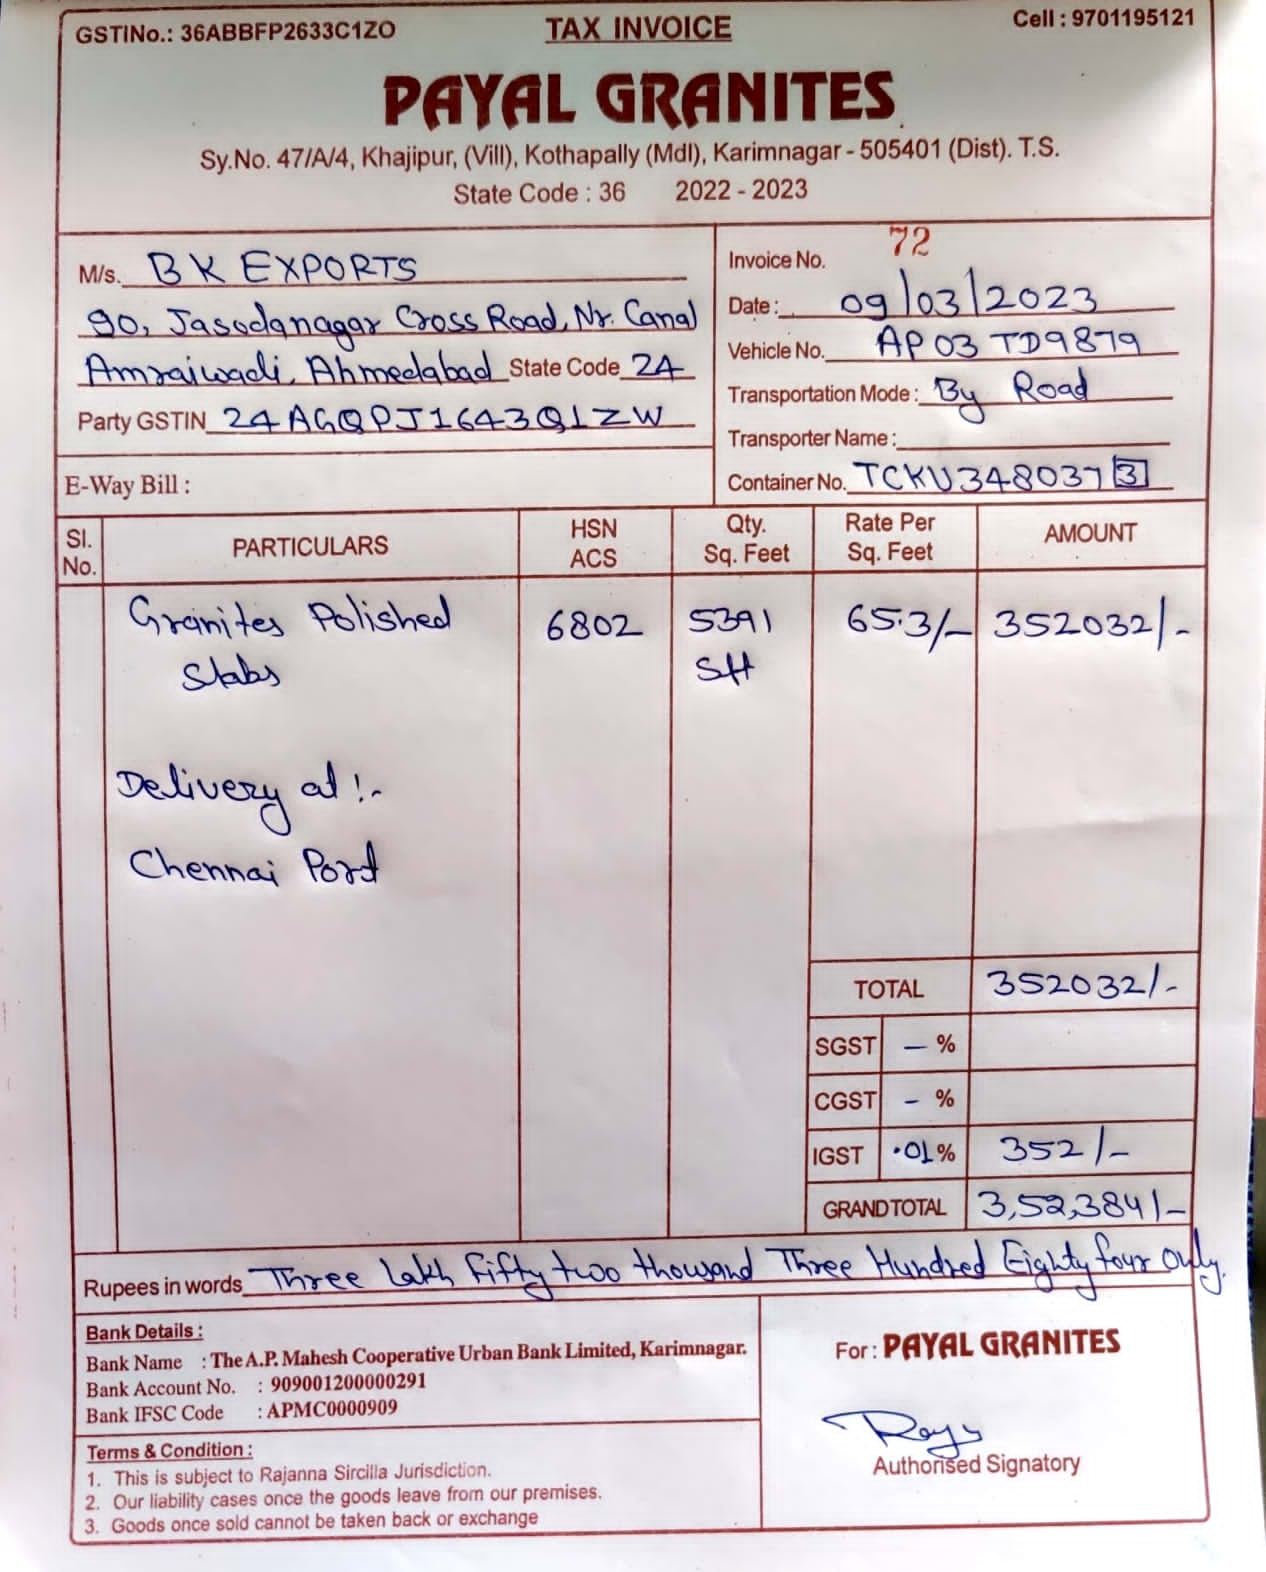 GSTINo.: 36ABBFP2633C1ZO TAX INVOICE Cell : 9701195121
PAYAL GRANITES
Sy.No. 47/A/4, Khajipur, (Vill), Kothapally (Mdl), Karimnagar - 505401 (Dist). T.S.
State Code : 36 2022 - 2023
M/s. B K EXPORTS
90, Jasodanagar Cross Road, Nr. Canal
Amraiwadi, Ahmedabad State Code 24
Party GSTIN 24AGQPJ1643Q1ZW
E-Way Bill :
Invoice No. 72
Date : 09/03/2023
Vehicle No. AP 03 TD9879
Transportation Mode : By Road
Transporter Name :
Container No. TCKU348037 3
Sl. No. PARTICULARS HSN ACS Qty. Sq. Feet Rate Per Sq. Feet AMOUNT
Granites Polished 6802 5391 65.3/- 352032/-
Slabs Sft
Delivery at :-
Chennai Port
TOTAL 352032/-
SGST - %
CGST - %
IGST .01% 352/-
GRAND TOTAL 3,52,384/-
Rupees in words Three Lakh Fifty two thousand Three Hundred Eighty four Only.
Bank Details :
Bank Name : The A.P. Mahesh Cooperative Urban Bank Limited, Karimnagar.
Bank Account No. : 909001200000291
Bank IFSC Code : APMC0000909
Terms & Condition :
1. This is subject to Rajanna Sircilla Jurisdiction.
2. Our liability cases once the goods leave from our premises.
3. Goods once sold cannot be taken back or exchange
For : PAYAL GRANITES
Authorised Signatory